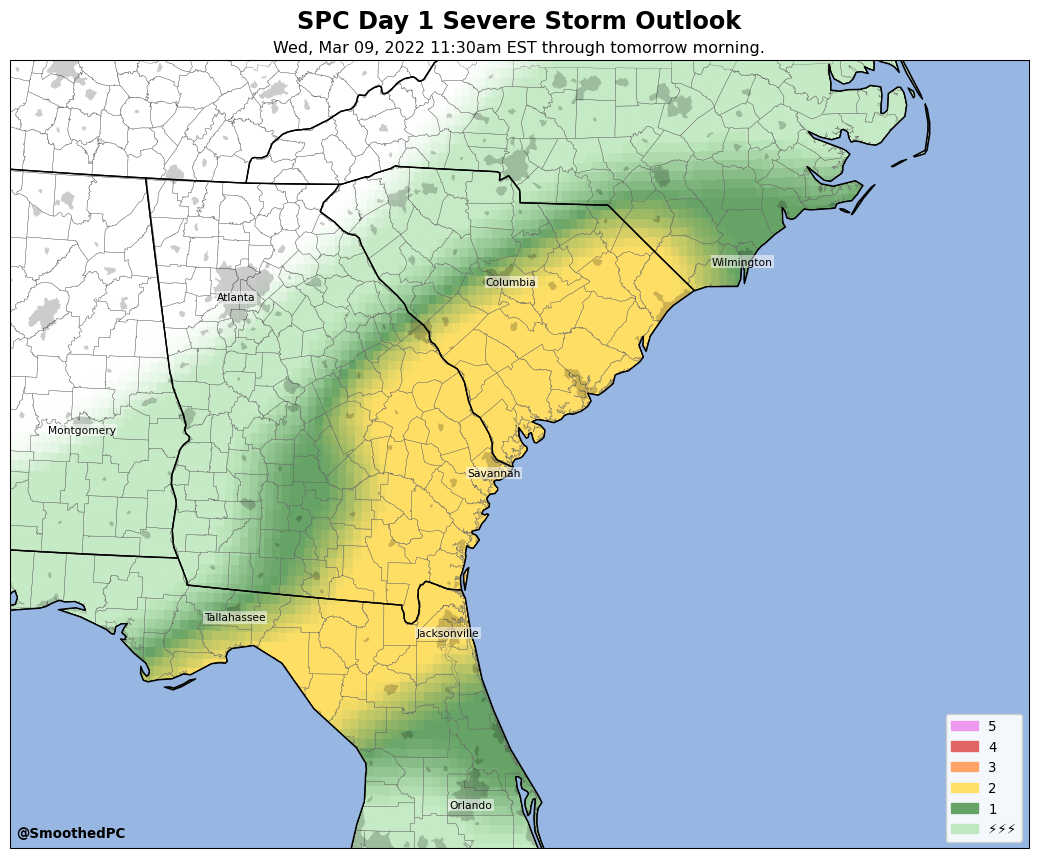 SPC Day 1 Severe Storm Outlook
Wed, Mar 09, 2022 11:30am EST through tomorrow morning.
Wilmington
Columbia
Atlanta
Montgomery
Savannah
Tallahassee
Jacksonville
Orlando
5
4
3
2
1
⚡⚡⚡
@SmoothedPC